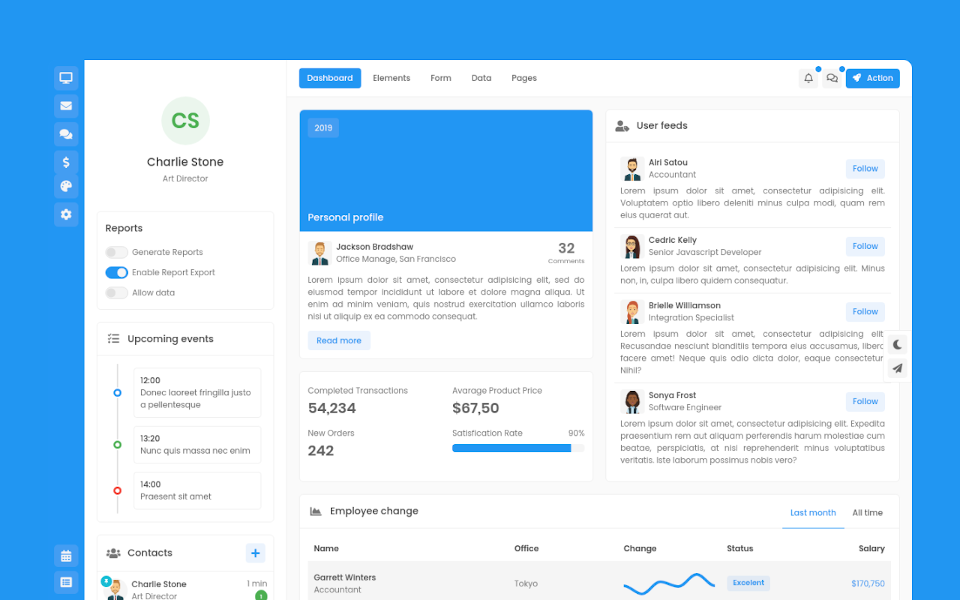 Dashboard
Elements
Form
Data
Pages
Action
CS
Charlie Stone
Art Director
Reports
Generate Reports
Enable Report Export
Allow data
Upcoming events
12:00
Donec laoreet fringilla justo
a pellentesque
13:20
Nunc quis massa nec enim
14:00
Praesent sit amet
Contacts
+
Charlie Stone
1 min
Art Director
1
2019
Personal profile
Jackson Bradshaw
Office Manage, San Francisco
32
Comments
Lorem ipsum dolor sit amet, consectetur adipisicing elit, sed do
eiusmod tempor incididunt ut labore et dolore magna aliqua. Ut
enim ad minim veniam, quis nostrud exercitation ullamco laboris
nisi ut aliquip ex ea commodo consequat.
Read more
Completed Transactions
54,234
Avarage Product Price
$67,50
New Orders
242
Satisfication Rate
90%
User feeds
Airi Satou
Accountant
Follow
Lorem ipsum dolor sit amet, consectetur adipisicing elit.
Voluptatem optio libero deleniti minus culpa modi, quam rem
eius quaerat aut.
Cedric Kelly
Senior Javascript Developer
Follow
Lorem ipsum dolor sit amet, consectetur adipisicing elit. Minus
non, in, culpa libero quidem consequatur.
Brielle Williamson
Integration Specialist
Follow
Lorem ipsum dolor sit amet, consectetur adipisicing elit.
Recusandae nesciunt blanditiis tempora eius accusamus, libero
facere amet! Neque quis odio dicta dolor, eaque consectetur
Nihil?
Sonya Frost
Software Engineer
Follow
Lorem ipsum dolor sit amet, consectetur adipisicing elit. Expedita
praesentium rem aut aliquam perferendis harum molestiae cum
beatae, perspiciatis, at nisi reprehenderit minus voluptatibus
veritatis. Iste laborum possimus nobis vero?
Employee change
Last month
All time
Name
Office
Change
Status
Salary
Garrett Winters
Accountant
Tokyo
Excelent
$170,750